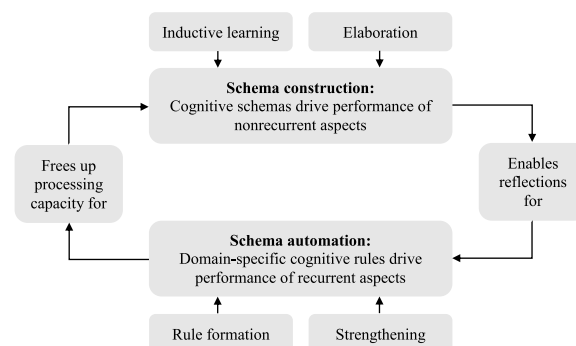 Inductive learning
Elaboration
Schema construction:
Cognitive schemas drive performance of
nonrecurrent aspects
Frees up
processing
capacity for
Enables
reflections
for
Schema automation:
Domain-specific cognitive rules drive
performance of recurrent aspects
Rule formation
Strengthening